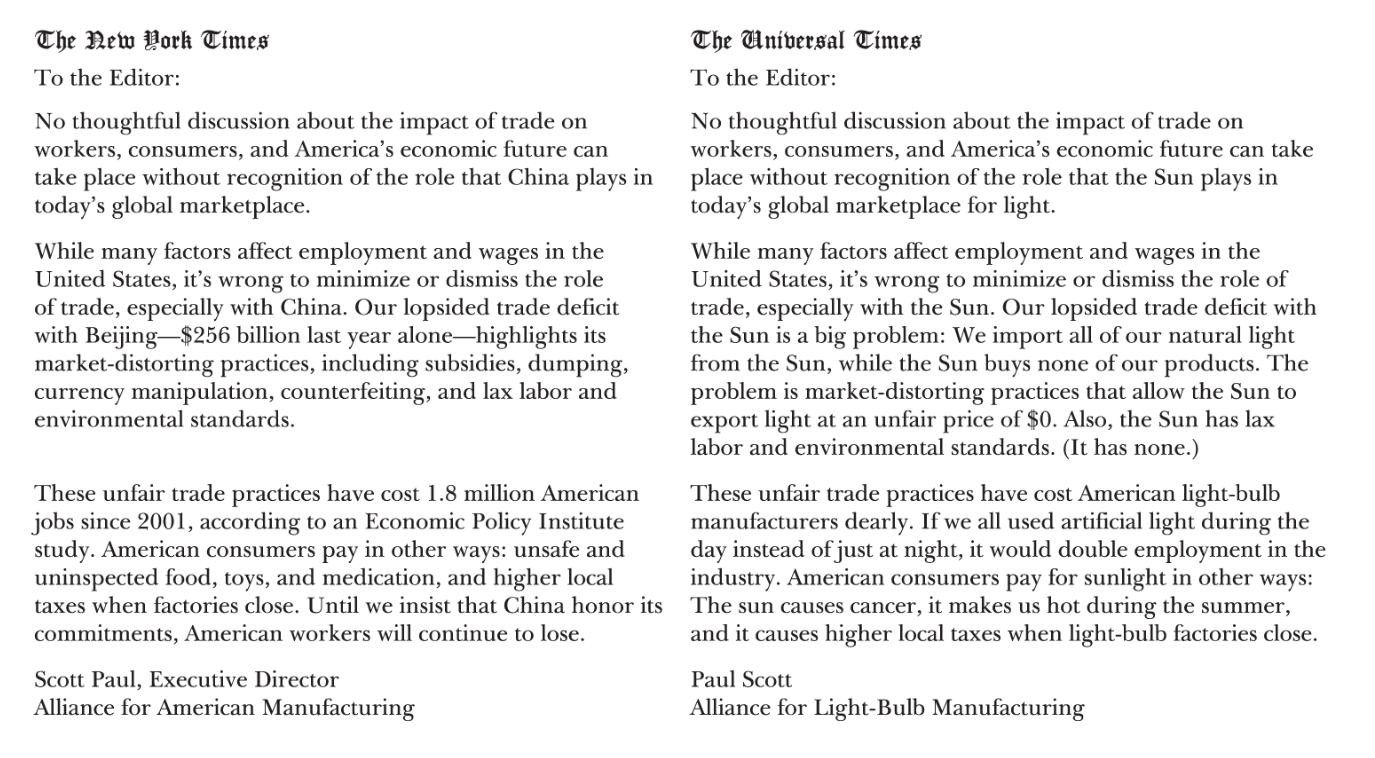 The New York Times
To the Editor:
No thoughtful discussion about the impact of trade on
workers, consumers, and America's economic future can
take place without recognition of the role that China plays in
today's global marketplace.
While many factors affect employment and wages in the
United States, it's wrong to minimize or dismiss the role
of trade, especially with China. Our lopsided trade deficit
with Beijing—$256 billion last year alone—highlights its
market-distorting practices, including subsidies, dumping,
currency manipulation, counterfeiting, and lax labor and
environmental standards.
These unfair trade practices have cost 1.8 million American
jobs since 2001, according to an Economic Policy Institute
study. American consumers pay in other ways: unsafe and
uninspected food, toys, and medication, and higher local
taxes when factories close. Until we insist that China honor its
commitments, American workers will continue to lose.
Scott Paul, Executive Director
Alliance for American Manufacturing
The Universal Times
To the Editor:
No thoughtful discussion about the impact of trade on
workers, consumers, and America's economic future can take
place without recognition of the role that the Sun plays in
today's global marketplace for light.
While many factors affect employment and wages in the
United States, it's wrong to minimize or dismiss the role of
trade, especially with the Sun. Our lopsided trade deficit with
the Sun is a big problem: We import all of our natural light
from the Sun, while the Sun buys none of our products. The
problem is market-distorting practices that allow the Sun to
export light at an unfair price of $0. Also, the Sun has lax
labor and environmental standards. (It has none.)
These unfair trade practices have cost American light-bulb
manufacturers dearly. If we all used artificial light during the
day instead of just at night, it would double employment in the
industry. American consumers pay for sunlight in other ways:
The sun causes cancer, it makes us hot during the summer,
and it causes higher local taxes when light-bulb factories close.
Paul Scott
Alliance for Light-Bulb Manufacturing